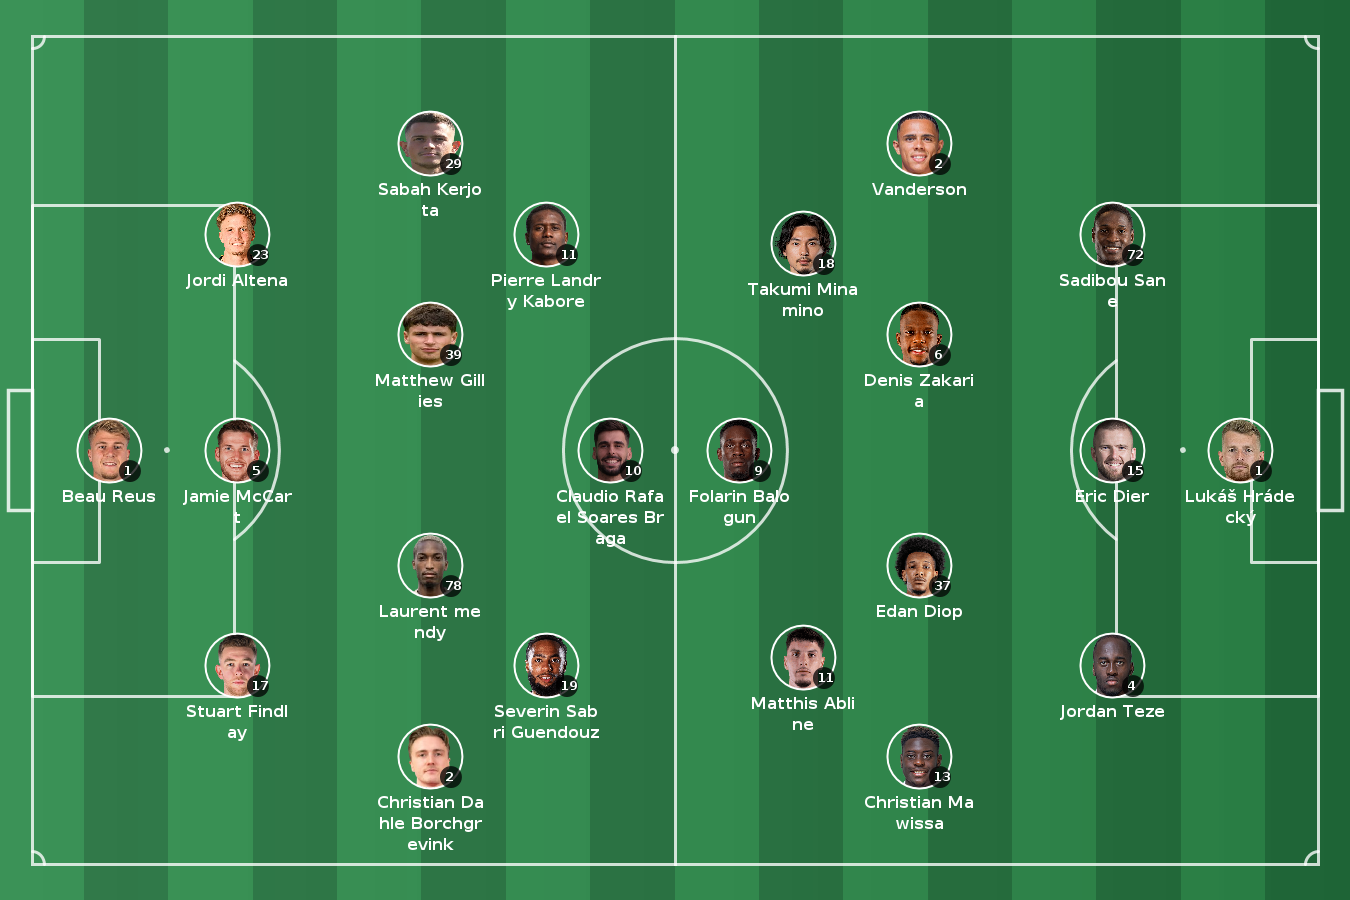 29
Sabah Kerjo
ta
2
Vanderson
23
Jordi Altena
11
Pierre Landr
y Kabore
18
Takumi Mina
mino
72
Sadibou San
e
39
Matthew Gill
ies
6
Denis Zakari
a
1
Beau Reus
5
Jamie McCar
t
10
Claudio Rafa
el Soares Br
aga
9
Folarin Balo
gun
15
Eric Dier
1
Lukáš Hráde
cký
78
Laurent me
ndy
37
Edan Diop
17
Stuart Findl
ay
19
Severin Sab
ri Guendouz
11
Matthis Abli
ne
4
Jordan Teze
2
Christian Da
hle Borchgr
evink
13
Christian Ma
wissa